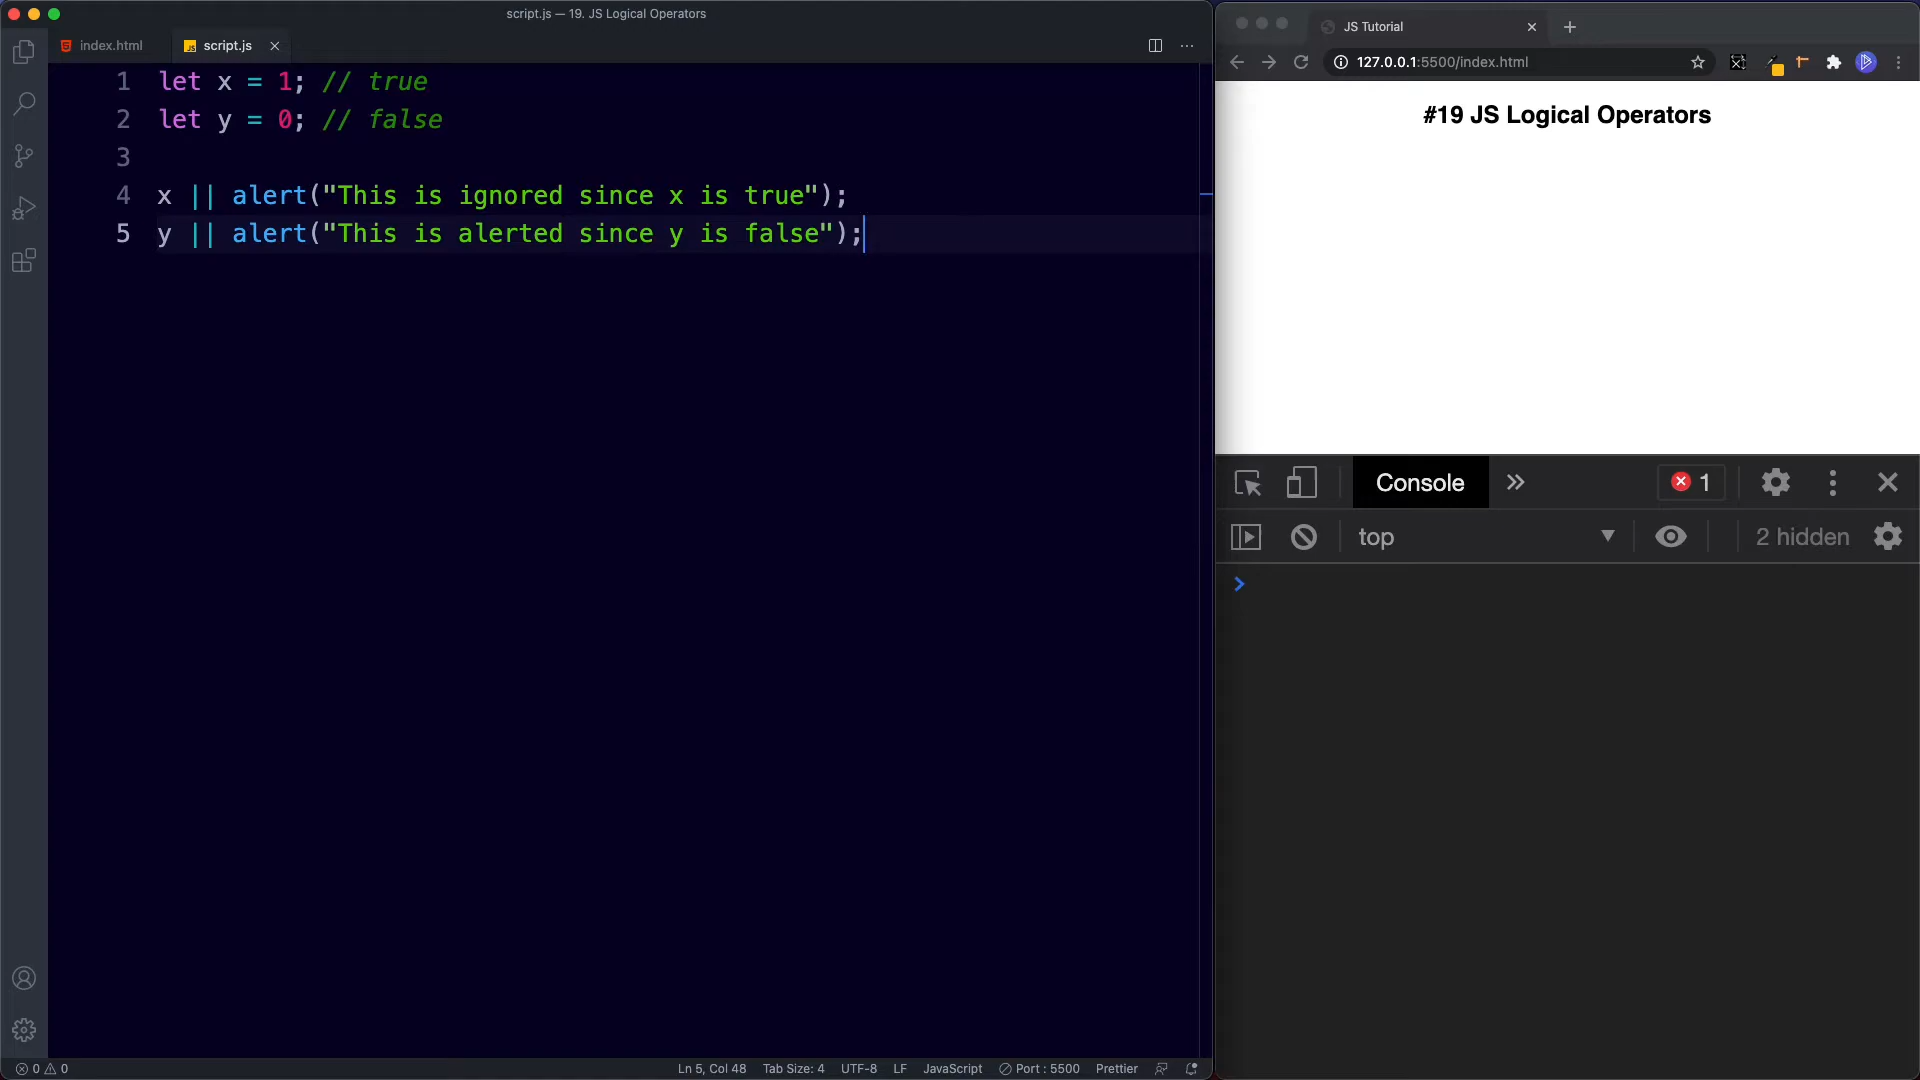 script.js — 19. JS Logical Operators
index.html
script.js
1 let x = 1; // true
2 let y = 0; // false
3
4 x || alert("This is ignored since x is true");
5 y || alert("This is alerted since y is false");
0 0
Ln 5, Col 48 Tab Size: 4 UTF-8 LF JavaScript Port : 5500 Prettier
JS Tutorial
127.0.0.1:5500/index.html
#19 JS Logical Operators
Console 1
top 2 hidden